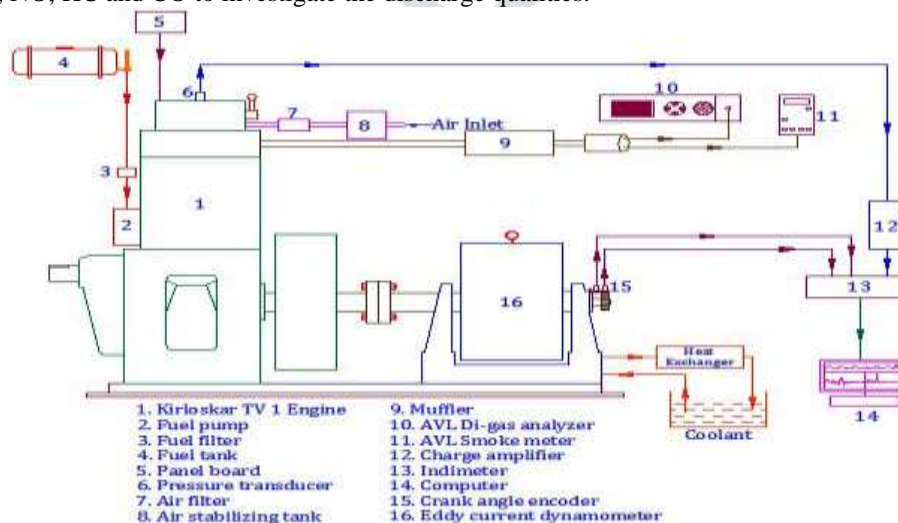 , NO, HC and CO to investigate the discharge qualities.
5
4
6
7
8
Air Inlet
10
11
9
3
1
2
12
15
13
16
Heat
Exchanger
Coolant
14
1. Kirloskar TV 1 Engine
2. Fuel pump
3. Fuel filter
4. Fuel tank
5. Panel board
6. Pressure transducer
7. Air filter
8. Air stabilizing tank
9. Muffler
10. AVL Di-gas analyzer
11. AVL Smoke meter
12. Charge amplifier
13. Indimeter
14. Computer
15. Crank angle encoder
16. Eddy current dynamometer